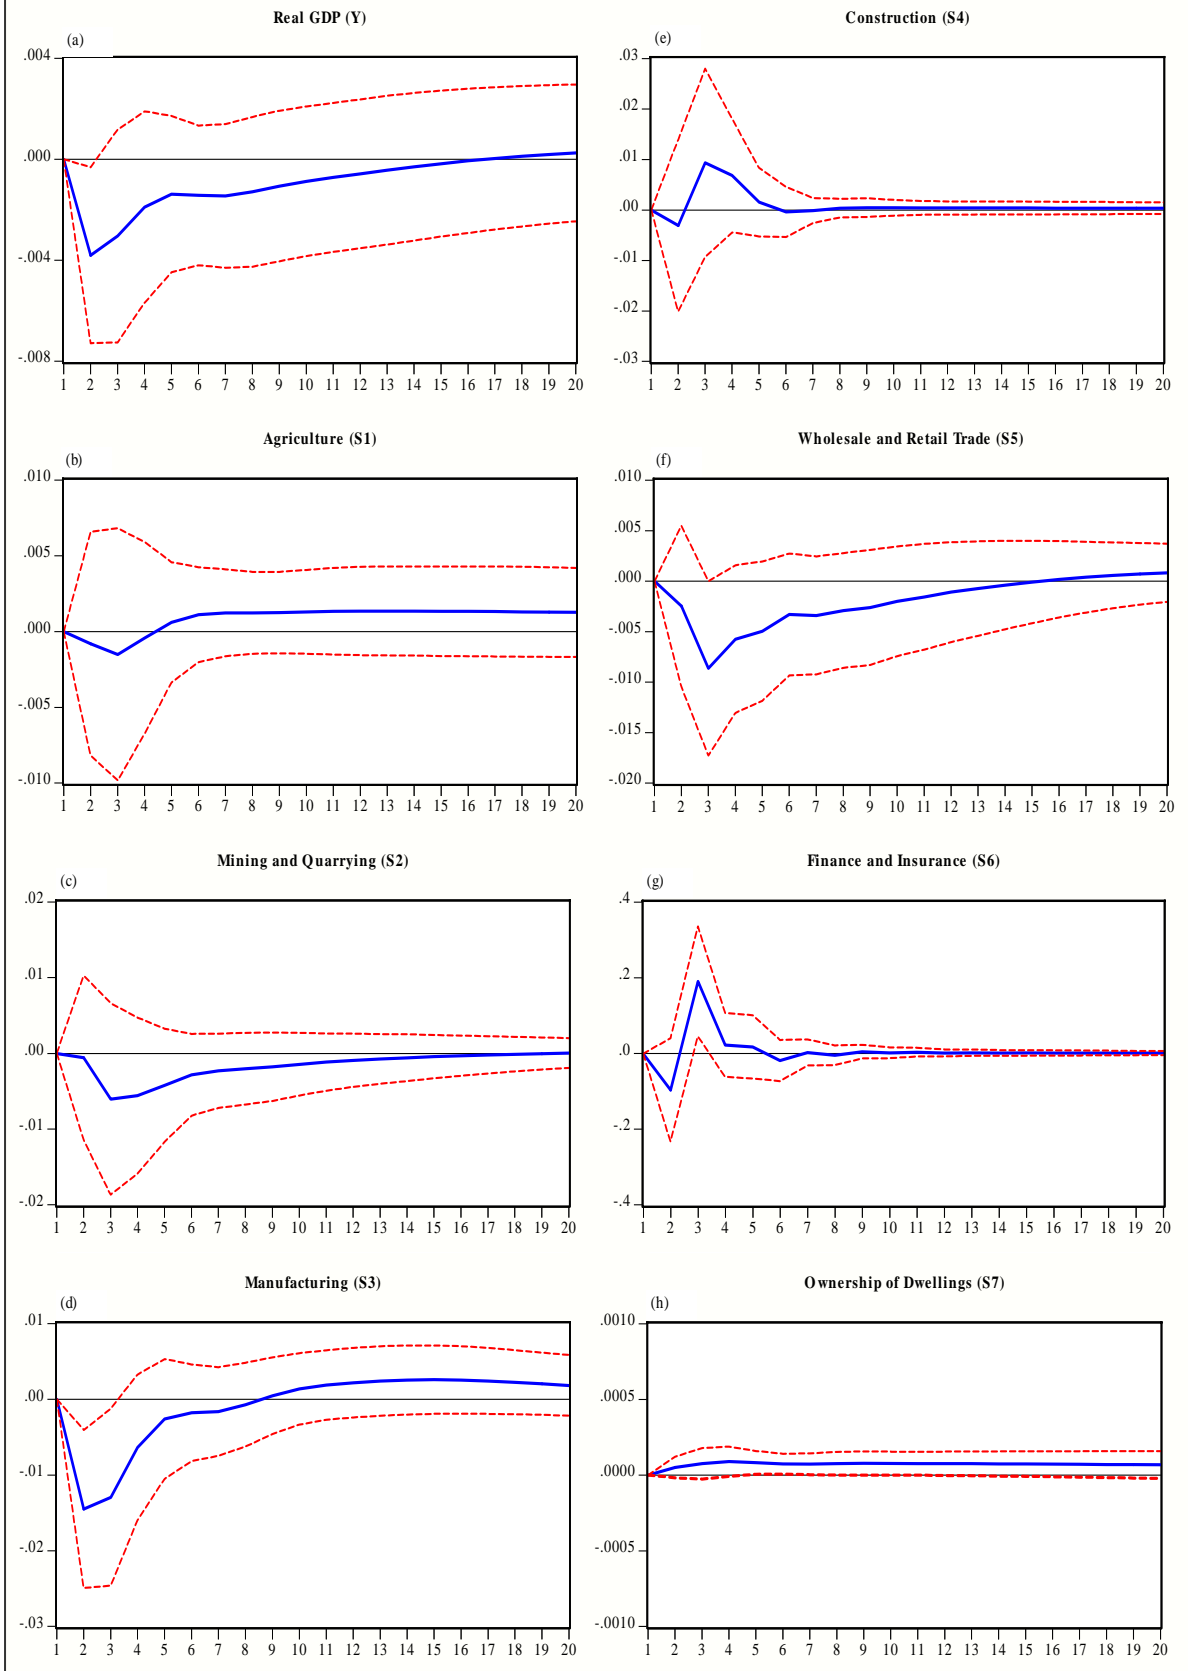 Real GDP (Y)
(a)
.004
.000
-.004
-.008
1 2 3 4 5 6 7 8 9 10 11 12 13 14 15 16 17 18 19 20
Construction (S4)
(e)
.03
.02
.01
.00
-.01
-.02
-.03
1 2 3 4 5 6 7 8 9 10 11 12 13 14 15 16 17 18 19 20
Agriculture (S1)
(b)
.010
.005
.000
-.005
-.010
1 2 3 4 5 6 7 8 9 10 11 12 13 14 15 16 17 18 19 20
Wholesale and Retail Trade (S5)
(f)
.010
.005
.000
-.005
-.010
-.015
-.020
1 2 3 4 5 6 7 8 9 10 11 12 13 14 15 16 17 18 19 20
Mining and Quarrying (S2)
(c)
.02
.01
.00
-.01
-.02
1 2 3 4 5 6 7 8 9 10 11 12 13 14 15 16 17 18 19 20
Finance and Insurance (S6)
(g)
.4
.2
.0
-.2
-.4
1 2 3 4 5 6 7 8 9 10 11 12 13 14 15 16 17 18 19 20
Manufacturing (S3)
(d)
.01
.00
-.01
-.02
-.03
1 2 3 4 5 6 7 8 9 10 11 12 13 14 15 16 17 18 19 20
Ownership of Dwellings (S7)
(h)
.0010
.0005
.0000
-.0005
-.0010
1 2 3 4 5 6 7 8 9 10 11 12 13 14 15 16 17 18 19 20